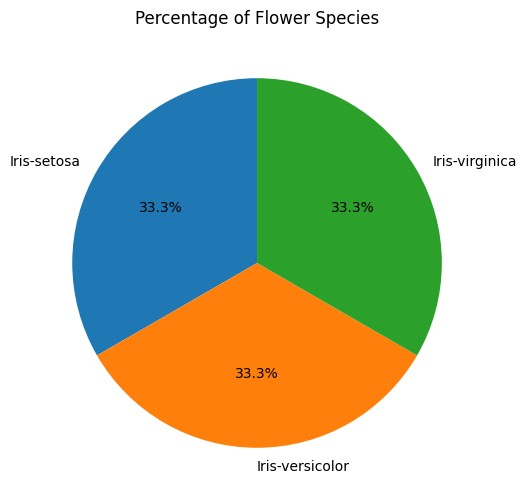 Percentage of Flower Species
Iris-setosa
Iris-virginica
33.3%
33.3%
33.3%
Iris-versicolor